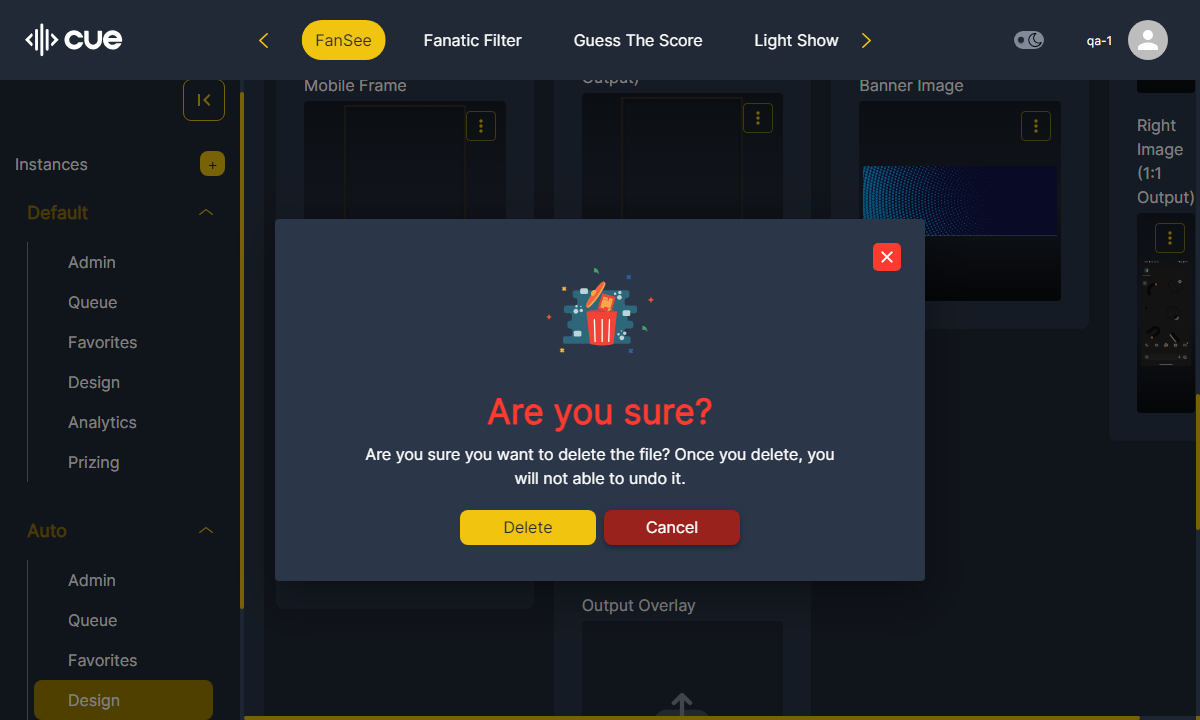 cue
FanSee
Fanatic Filter
Guess The Score
Light Show
qa-1
Instances
+
Default
Admin
Queue
Favorites
Design
Analytics
Prizing
Auto
Admin
Queue
Favorites
Design
Mobile Frame
Output)
Banner Image
Right
Image
(1:1
Output)
Are you sure?
Are you sure you want to delete the file? Once you delete, you
will not able to undo it.
Delete
Cancel
Output Overlay